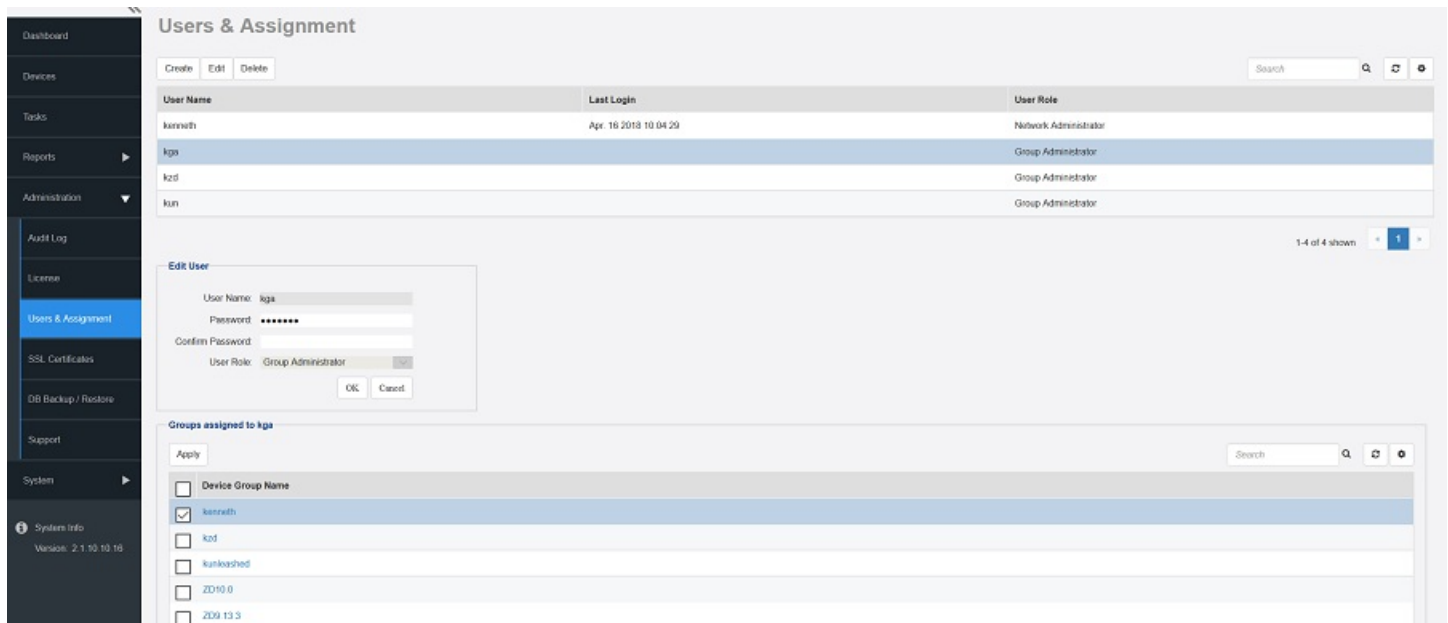 Users & Assignment
Dashboard
Devices
Tasks
Reports
Administration
Audit Log
License
Users & Assignment
SSL Certificates
DB Backup / Restore
Support
System
System Info
Version: 2.1.10.10.16
Create Edit Delete
Search
User Name Last Login User Role
kenneth Apr. 16 2018 10:04:29 Network Administrator
kga Group Administrator
kzd Group Administrator
kun Group Administrator
1-4 of 4 shown « 1 »
Edit User
User Name: kga
Password: •••••••
Confirm Password:
User Role: Group Administrator
OK Cancel
Groups assigned to kga
Apply
Search
Device Group Name
kenneth
kzd
kunleashed
ZD10.0
ZD9.13.3